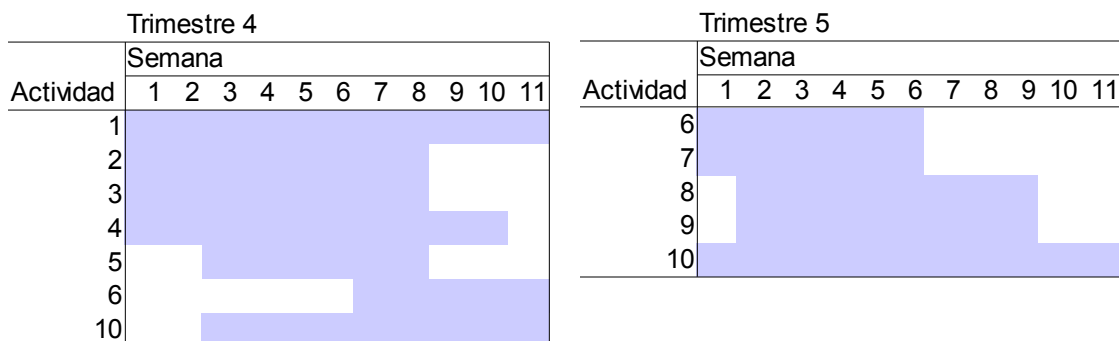 Trimestre 4
Semana
Actividad 1 2 3 4 5 6 7 8 9 10 11
1
2
3
4
5
6
10
Trimestre 5
Semana
Actividad 1 2 3 4 5 6 7 8 9 10 11
6
7
8
9
10